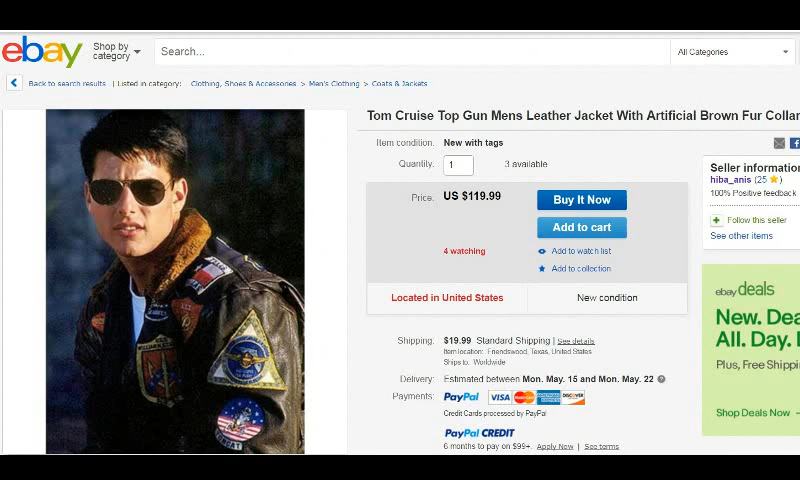 ebay
Shop by
category
Search...
All Categories
Back to search results | Listed in category: Clothing, Shoes & Accessories > Men's Clothing > Coats & Jackets
Tom Cruise Top Gun Mens Leather Jacket With Artificial Brown Fur Collar
Item condition: New with tags
Quantity: 1 3 available
Price: US $119.99
Buy It Now
Add to cart
4 watching
Add to watch list
Add to collection
Located in United States
New condition
Shipping: $19.99 Standard Shipping | See details
Item location: Friendswood, Texas, United States
Ships to: Worldwide
Delivery: Estimated between Mon. May. 15 and Mon. May. 22
Payments: PayPal VISA MasterCard AMERICAN EXPRESS DISCOVER
Credit Cards processed by PayPal
PayPal CREDIT
6 months to pay on $99+. Apply Now | See terms
Seller information
hiba_anis (25)
100% Positive feedback
Follow this seller
See other items
ebay deals
New. Dea
All. Day.
Plus, Free Shippin
Shop Deals Now
TOMCAT